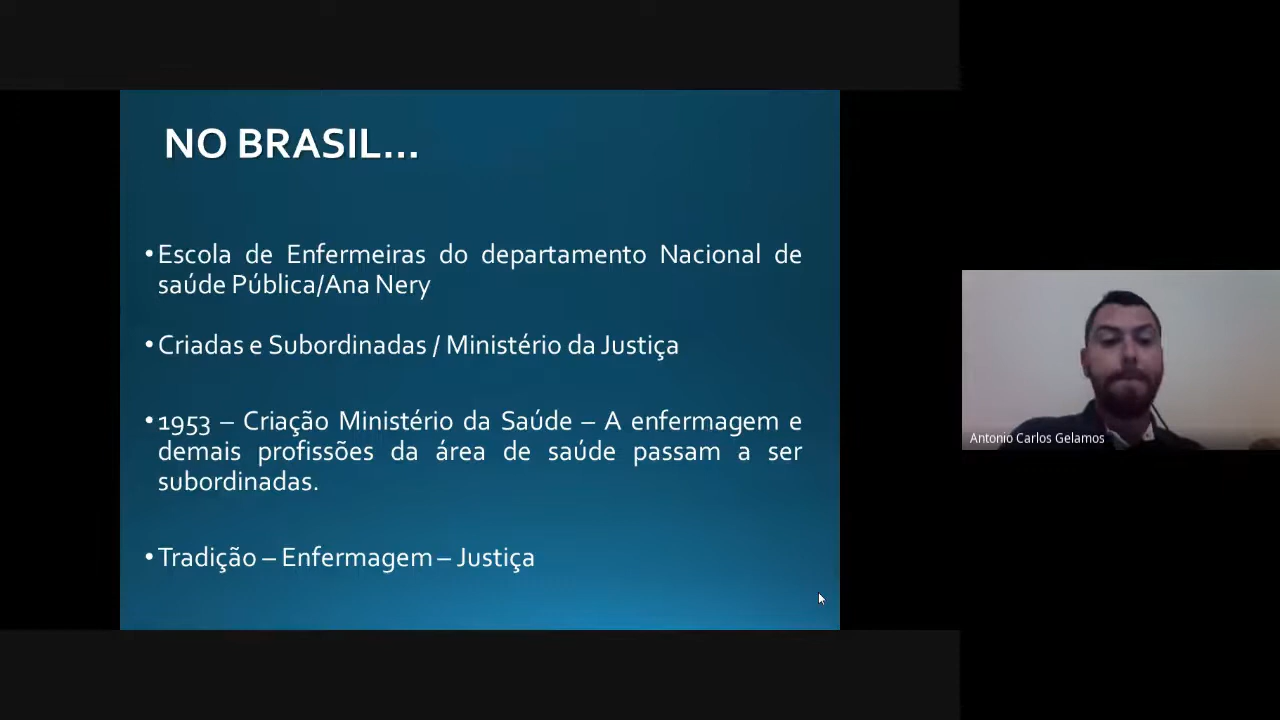 NO BRASIL...
•Escola de Enfermeiras do departamento Nacional de
saúde Pública/Ana Nery
•Criadas e Subordinadas / Ministério da Justiça
•1953 – Criação Ministério da Saúde – A enfermagem e
demais profissões da área de saúde passam a ser
subordinadas.
•Tradição – Enfermagem – Justiça
Antonio Carlos Gelamos